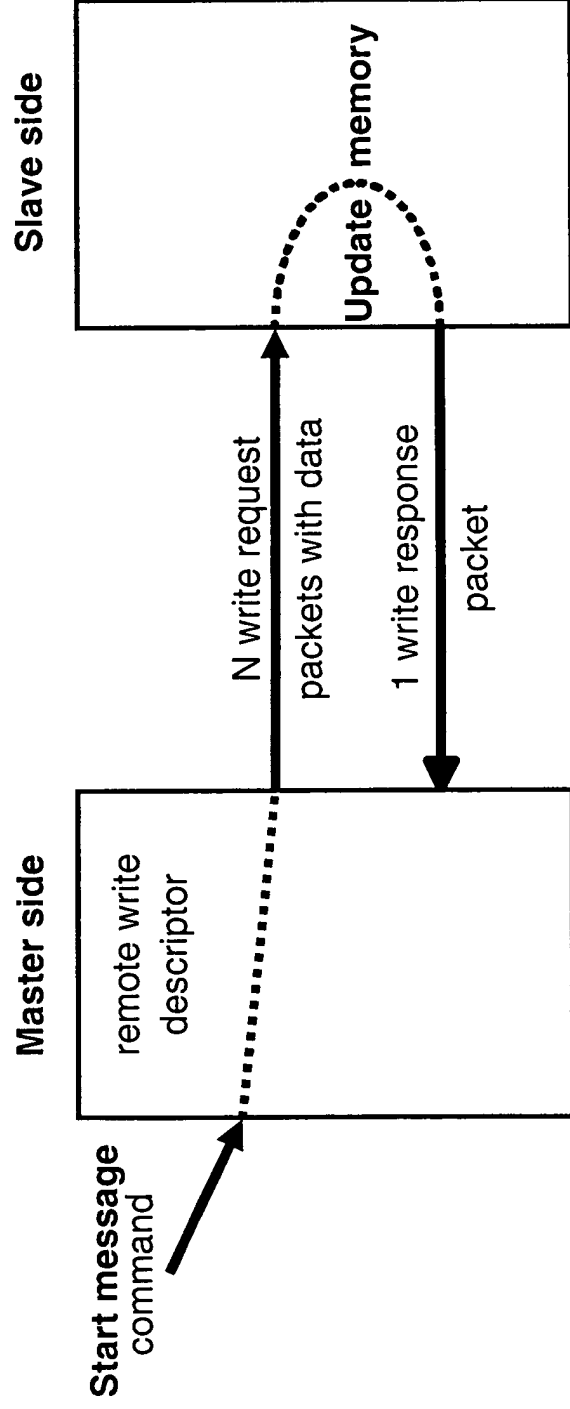 Master side
Slave side
Start message
command
remote write
descriptor
N write request
packets with data
Update memory
1 write response
packet